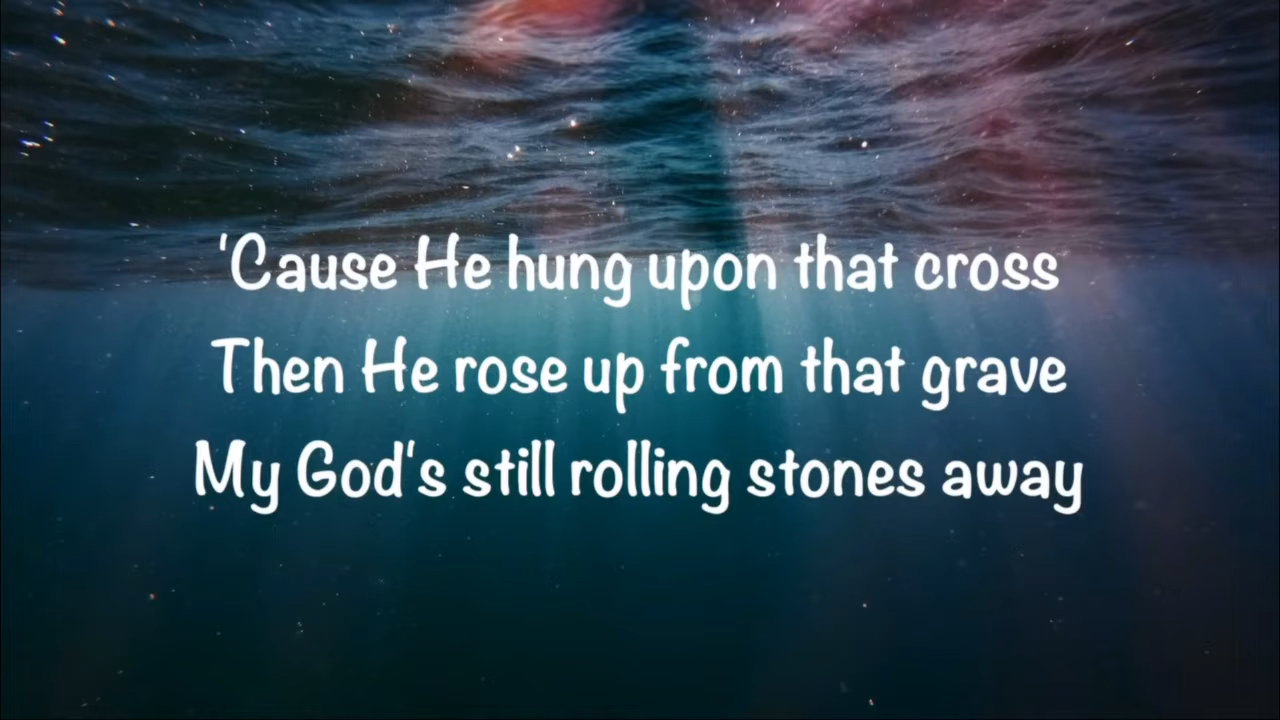 'Cause He hung upon that cross
Then He rose up from that grave
My God's still rolling stones away